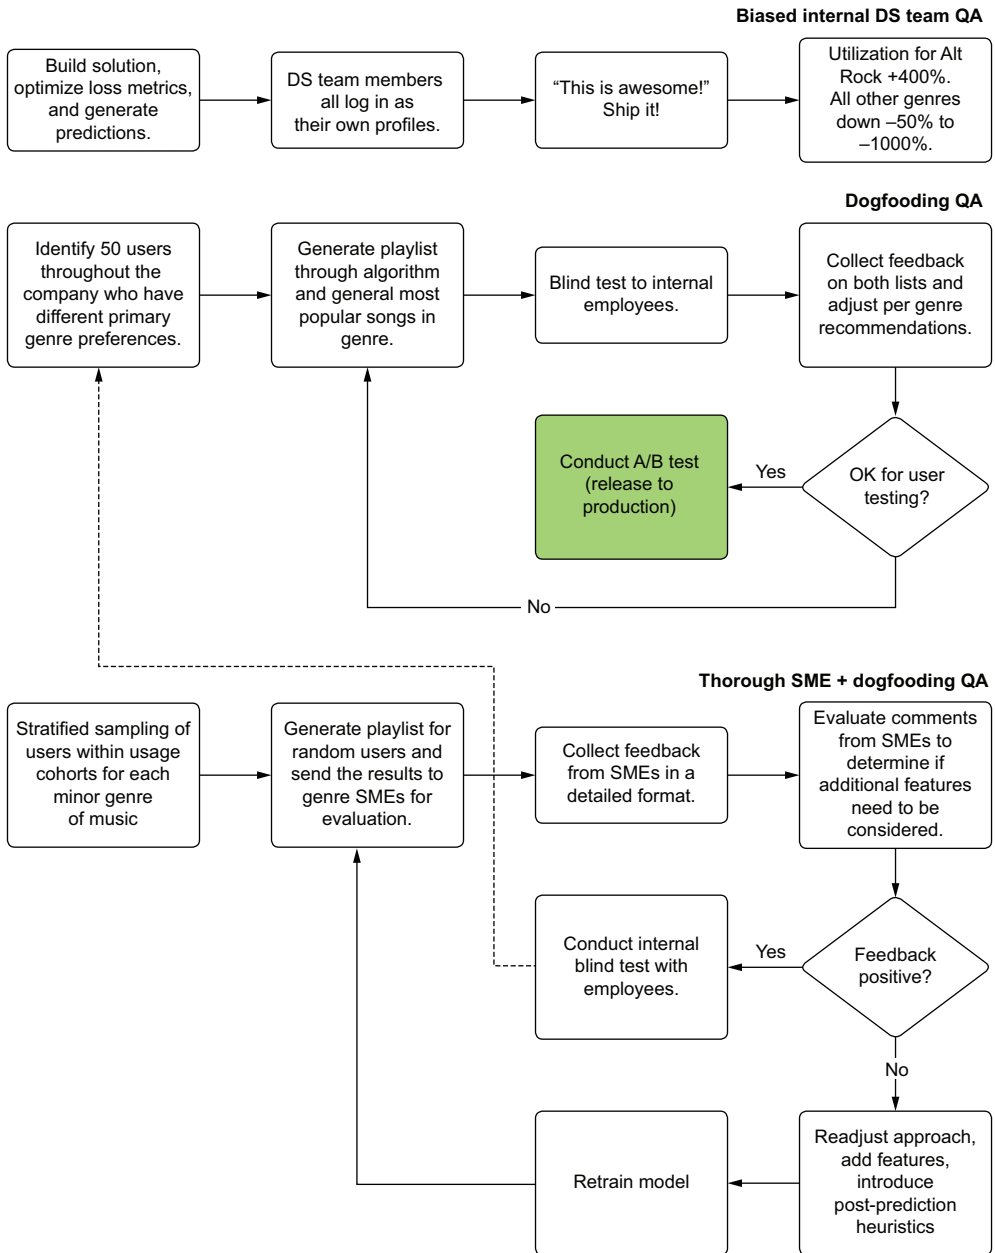 Biased internal DS team QA
Build solution,
optimize loss metrics,
and generate
predictions.
DS team members
all log in as
their own profiles.
“This is awesome!”
Ship it!
Utilization for Alt
Rock +400%.
All other genres
down –50% to
–1000%.
Dogfooding QA
Identify 50 users
throughout the
company who have
different primary
genre preferences.
Generate playlist
through algorithm
and general most
popular songs in
genre.
Blind test to internal
employees.
Collect feedback
on both lists and
adjust per genre
recommendations.
OK for user
testing?
Yes
Conduct A/B test
(release to
production)
No
Thorough SME + dogfooding QA
Stratified sampling of
users within usage
cohorts for each
minor genre
of music
Generate playlist for
random users and
send the results to
genre SMEs for
evaluation.
Collect feedback
from SMEs in a
detailed format.
Evaluate comments
from SMEs to
determine if
additional features
need to be
considered.
Feedback
positive?
Yes
Conduct internal
blind test with
employees.
No
Readjust approach,
add features,
introduce
post-prediction
heuristics
Retrain model